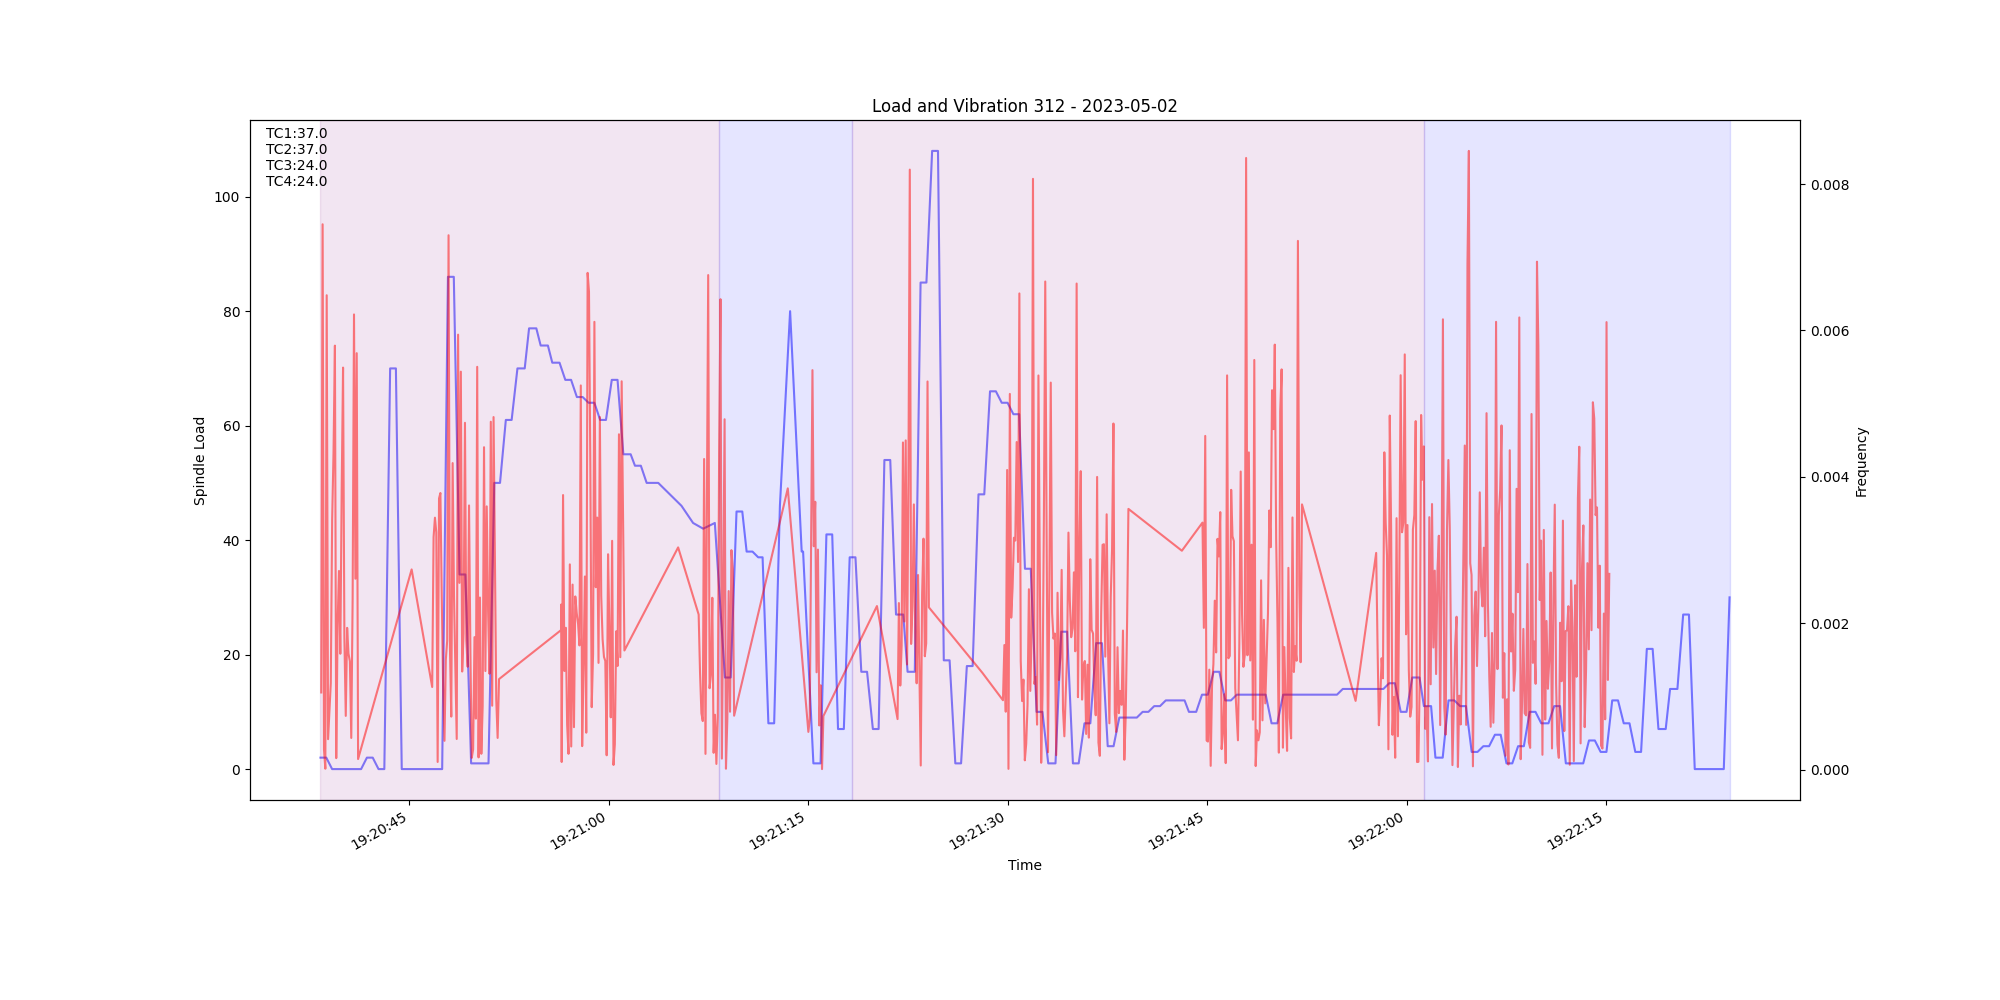 Load and Vibration 312 - 2023-05-02
TC1:37.0
TC2:37.0
TC3:24.0
TC4:24.0
100
80
60
40
20
0
Spindle Load
0.008
0.006
0.004
0.002
0.000
Frequency
19:20:45
19:21:00
19:21:15
19:21:30
19:21:45
19:22:00
19:22:15
Time